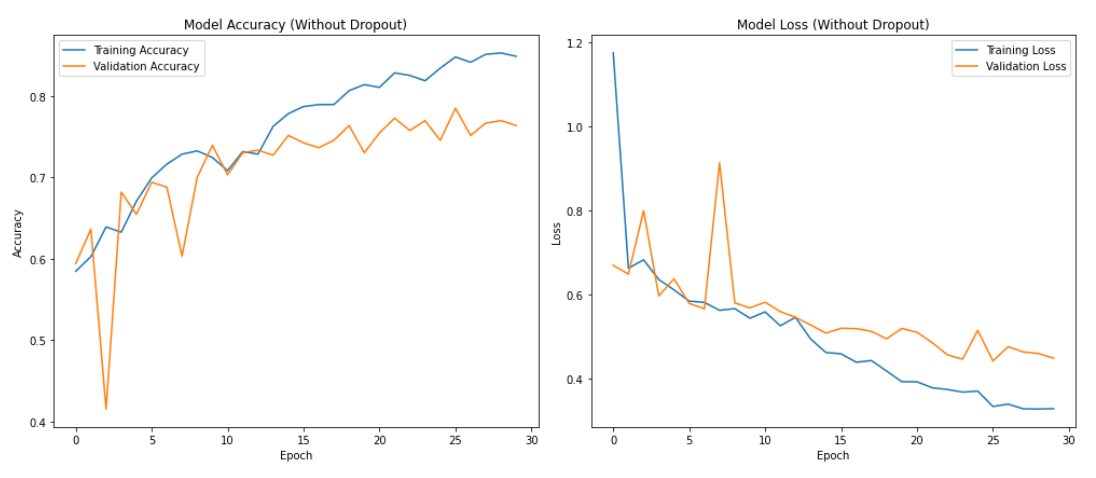 Model Accuracy (Without Dropout)
Training Accuracy
Validation Accuracy
Accuracy
0.8
0.7
0.6
0.5
0.4
0 5 10 15 20 25 30
Epoch
Model Loss (Without Dropout)
Training Loss
Validation Loss
Loss
1.2
1.0
0.8
0.6
0.4
0 5 10 15 20 25 30
Epoch